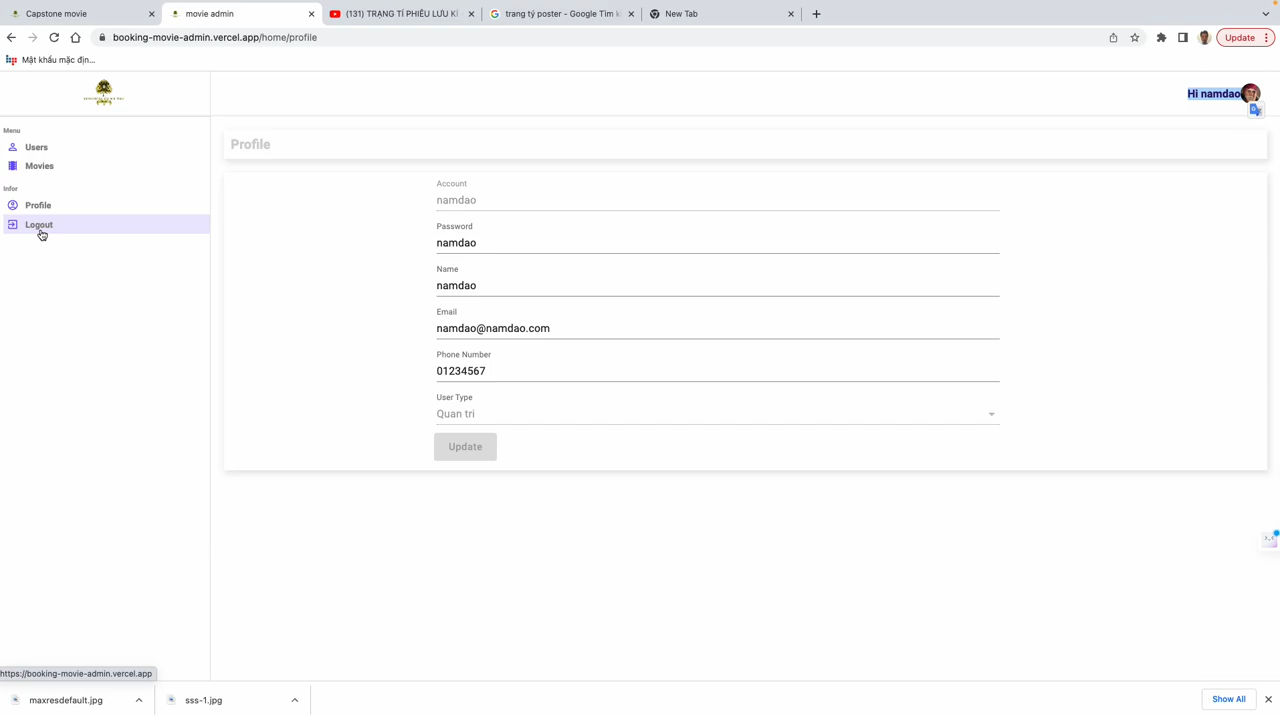 Capstone movie
movie admin
(131) TRẠNG TÍ PHIÊU LƯU KÍ
trang tý poster - Google Tìm k
New Tab
booking-movie-admin.vercel.app/home/profile
Update
Mật khẩu mặc địn...
Hi namdao
Menu
Users
Movies
Infor
Profile
Logout
Profile
Account
namdao
Password
namdao
Name
namdao
Email
namdao@namdao.com
Phone Number
01234567
User Type
Quan tri
Update
https://booking-movie-admin.vercel.app
maxresdefault.jpg
sss-1.jpg
Show All